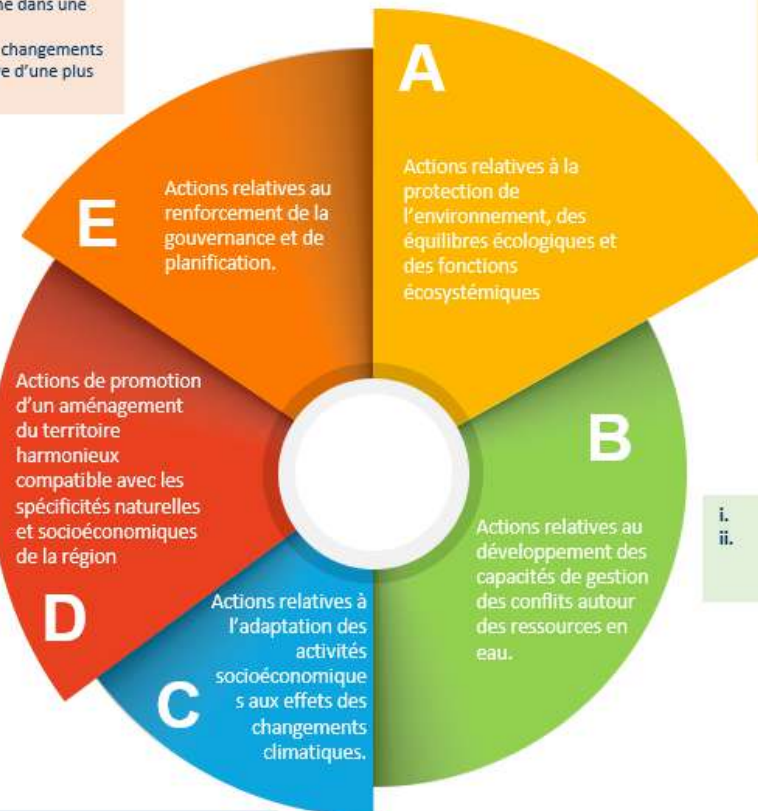 ne dans une
changements
e d'une plus
A
Actions relatives à la
protection de
l'environnement, des
équilibres écologiques et
des fonctions
écosystémiques
B
Actions relatives au
développement des
capacités de gestion
des conflits autour
des ressources en
eau.
i.
ii.
C
Actions relatives à
l'adaptation des
activités
socioéconomique
s aux effets des
changements
climatiques.
D
Actions de promotion
d'un aménagement
du territoire
harmonieux
compatible avec les
spécificités naturelles
et socioéconomiques
de la région
E
Actions relatives au
renforcement de la
gouvernance et de
planification.